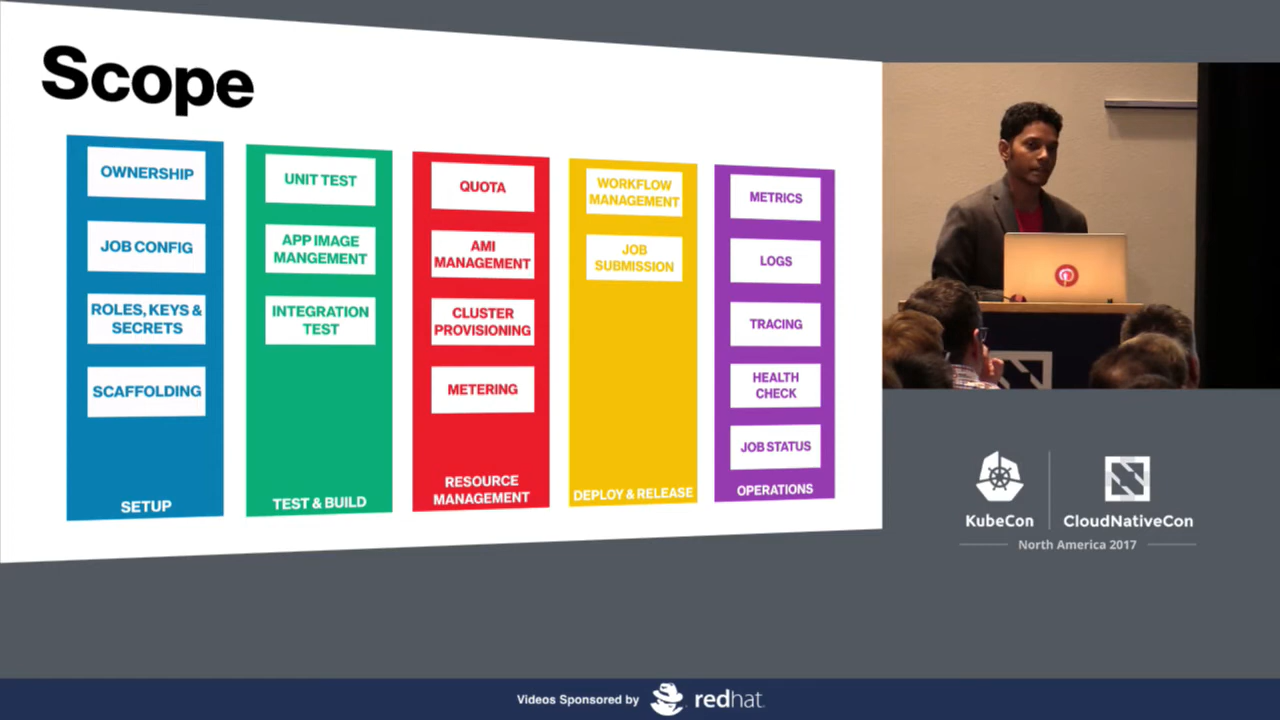 Scope
OWNERSHIP
JOB CONFIG
ROLES, KEYS &
SECRETS
SCAFFOLDING
SETUP
UNIT TEST
APP IMAGE
MANGEMENT
INTEGRATION
TEST
TEST & BUILD
QUOTA
AMI
MANAGEMENT
CLUSTER
PROVISIONING
METERING
RESOURCE
MANAGEMENT
WORKFLOW
MANAGEMENT
JOB
SUBMISSION
DEPLOY & RELEASE
METRICS
LOGS
TRACING
HEALTH
CHECK
JOB STATUS
OPERATIONS
KubeCon
CloudNativeCon
North America 2017
Videos Sponsored by
redhat.